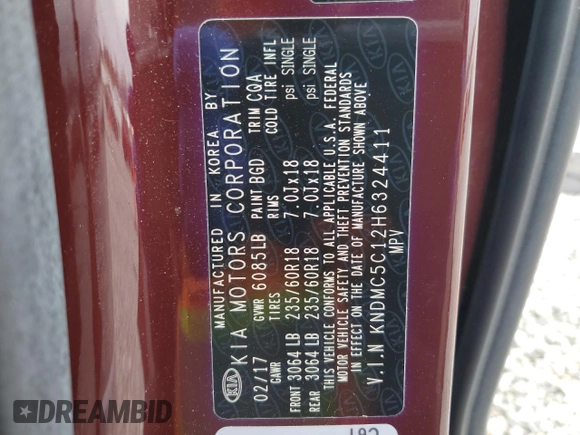 MANUFACTURED IN KOREA BY
KIA KIA MOTORS CORPORATION
02/17 GVWR 6085LB PAINT BGD TRIM CQA
GAWR TIRES RIMS COLD TIRE INFL
FRONT 3064 LB 235/60R18 7.0Jx18 psi SINGLE
REAR 3064 LB 235/60R18 7.0Jx18 psi SINGLE
THIS VEHICLE CONFORMS TO ALL APPLICABLE U.S.A. FEDERAL
MOTOR VEHICLE SAFETY AND THEFT PREVENTION STANDARDS
IN EFFECT ON THE DATE OF MANUFACTURE SHOWN ABOVE
V.I.N KNDMC5C12H6324411
MPV
DREAMBID